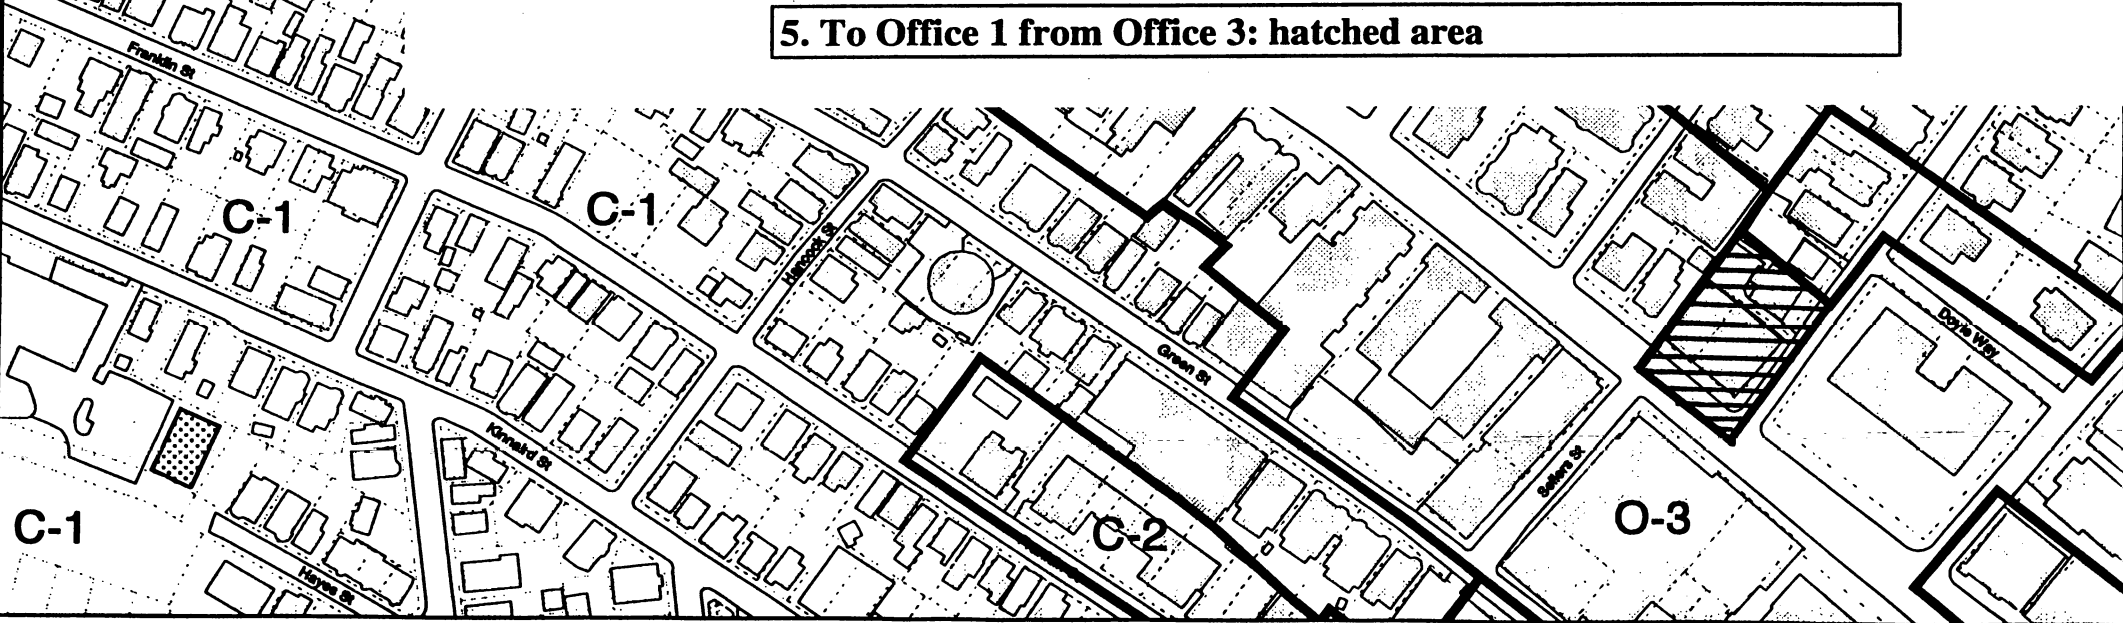 5. To Office 1 from Office 3: hatched area
Franklin St
C-1
C-1
Hancock St
Doyle Way
Green St
Kinnaird St
Sellers St
C-1
C-2
O-3
Hayes St